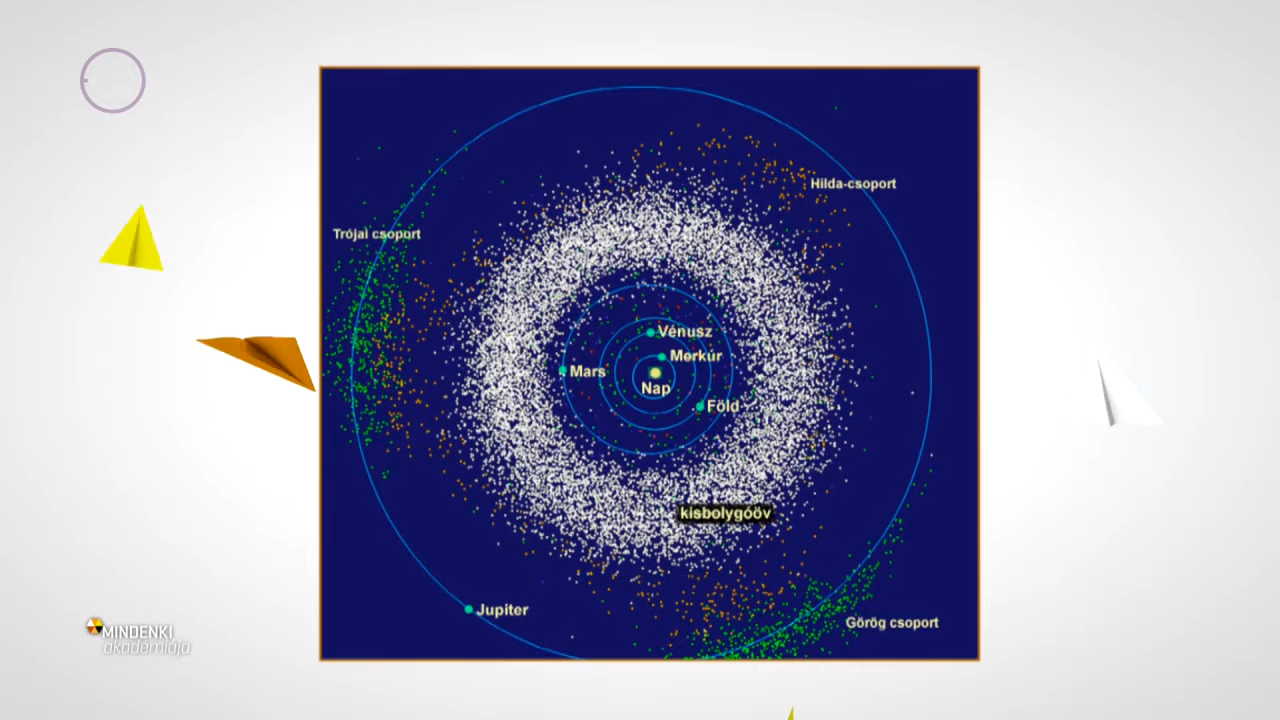 Hilda-csoport
Trójai csoport
Vénusz
Merkúr
Mars
Nap
Föld
kisbolygóöv
Jupiter
Görög csoport
MINDENKI
akadémiája